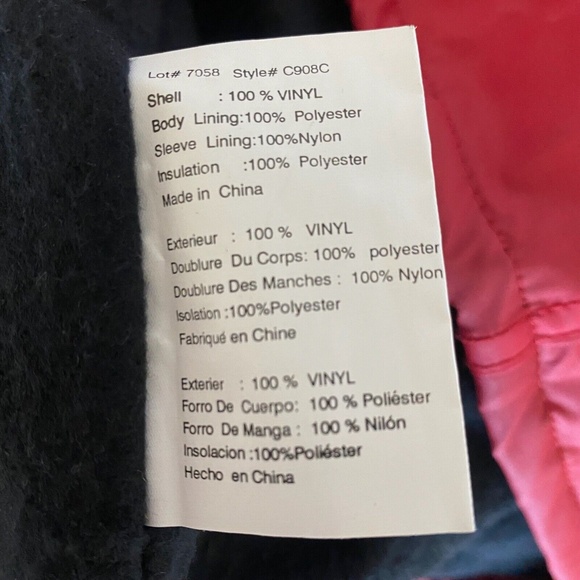 Lot# 7058 Style# C908C
Shell : 100 % VINYL
Body Lining:100% Polyester
Sleeve Lining:100%Nylon
Insulation :100% Polyester
Made in China
Exterieur : 100 % VINYL
Doublure Du Corps: 100% polyester
Doublure Des Manches : 100% Nylon
Isolation :100%Polyester
Fabriqué en Chine
Exterier : 100 % VINYL
Forro De Cuerpo: 100 % Poliéster
Forro De Manga : 100 % Nilón
Insolacion :100%Poliéster
Hecho en China